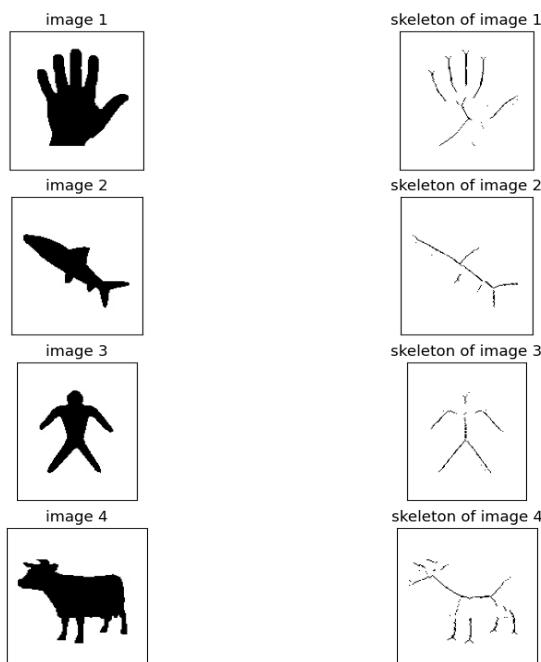 image 1
skeleton of image 1
image 2
skeleton of image 2
image 3
skeleton of image 3
image 4
skeleton of image 4